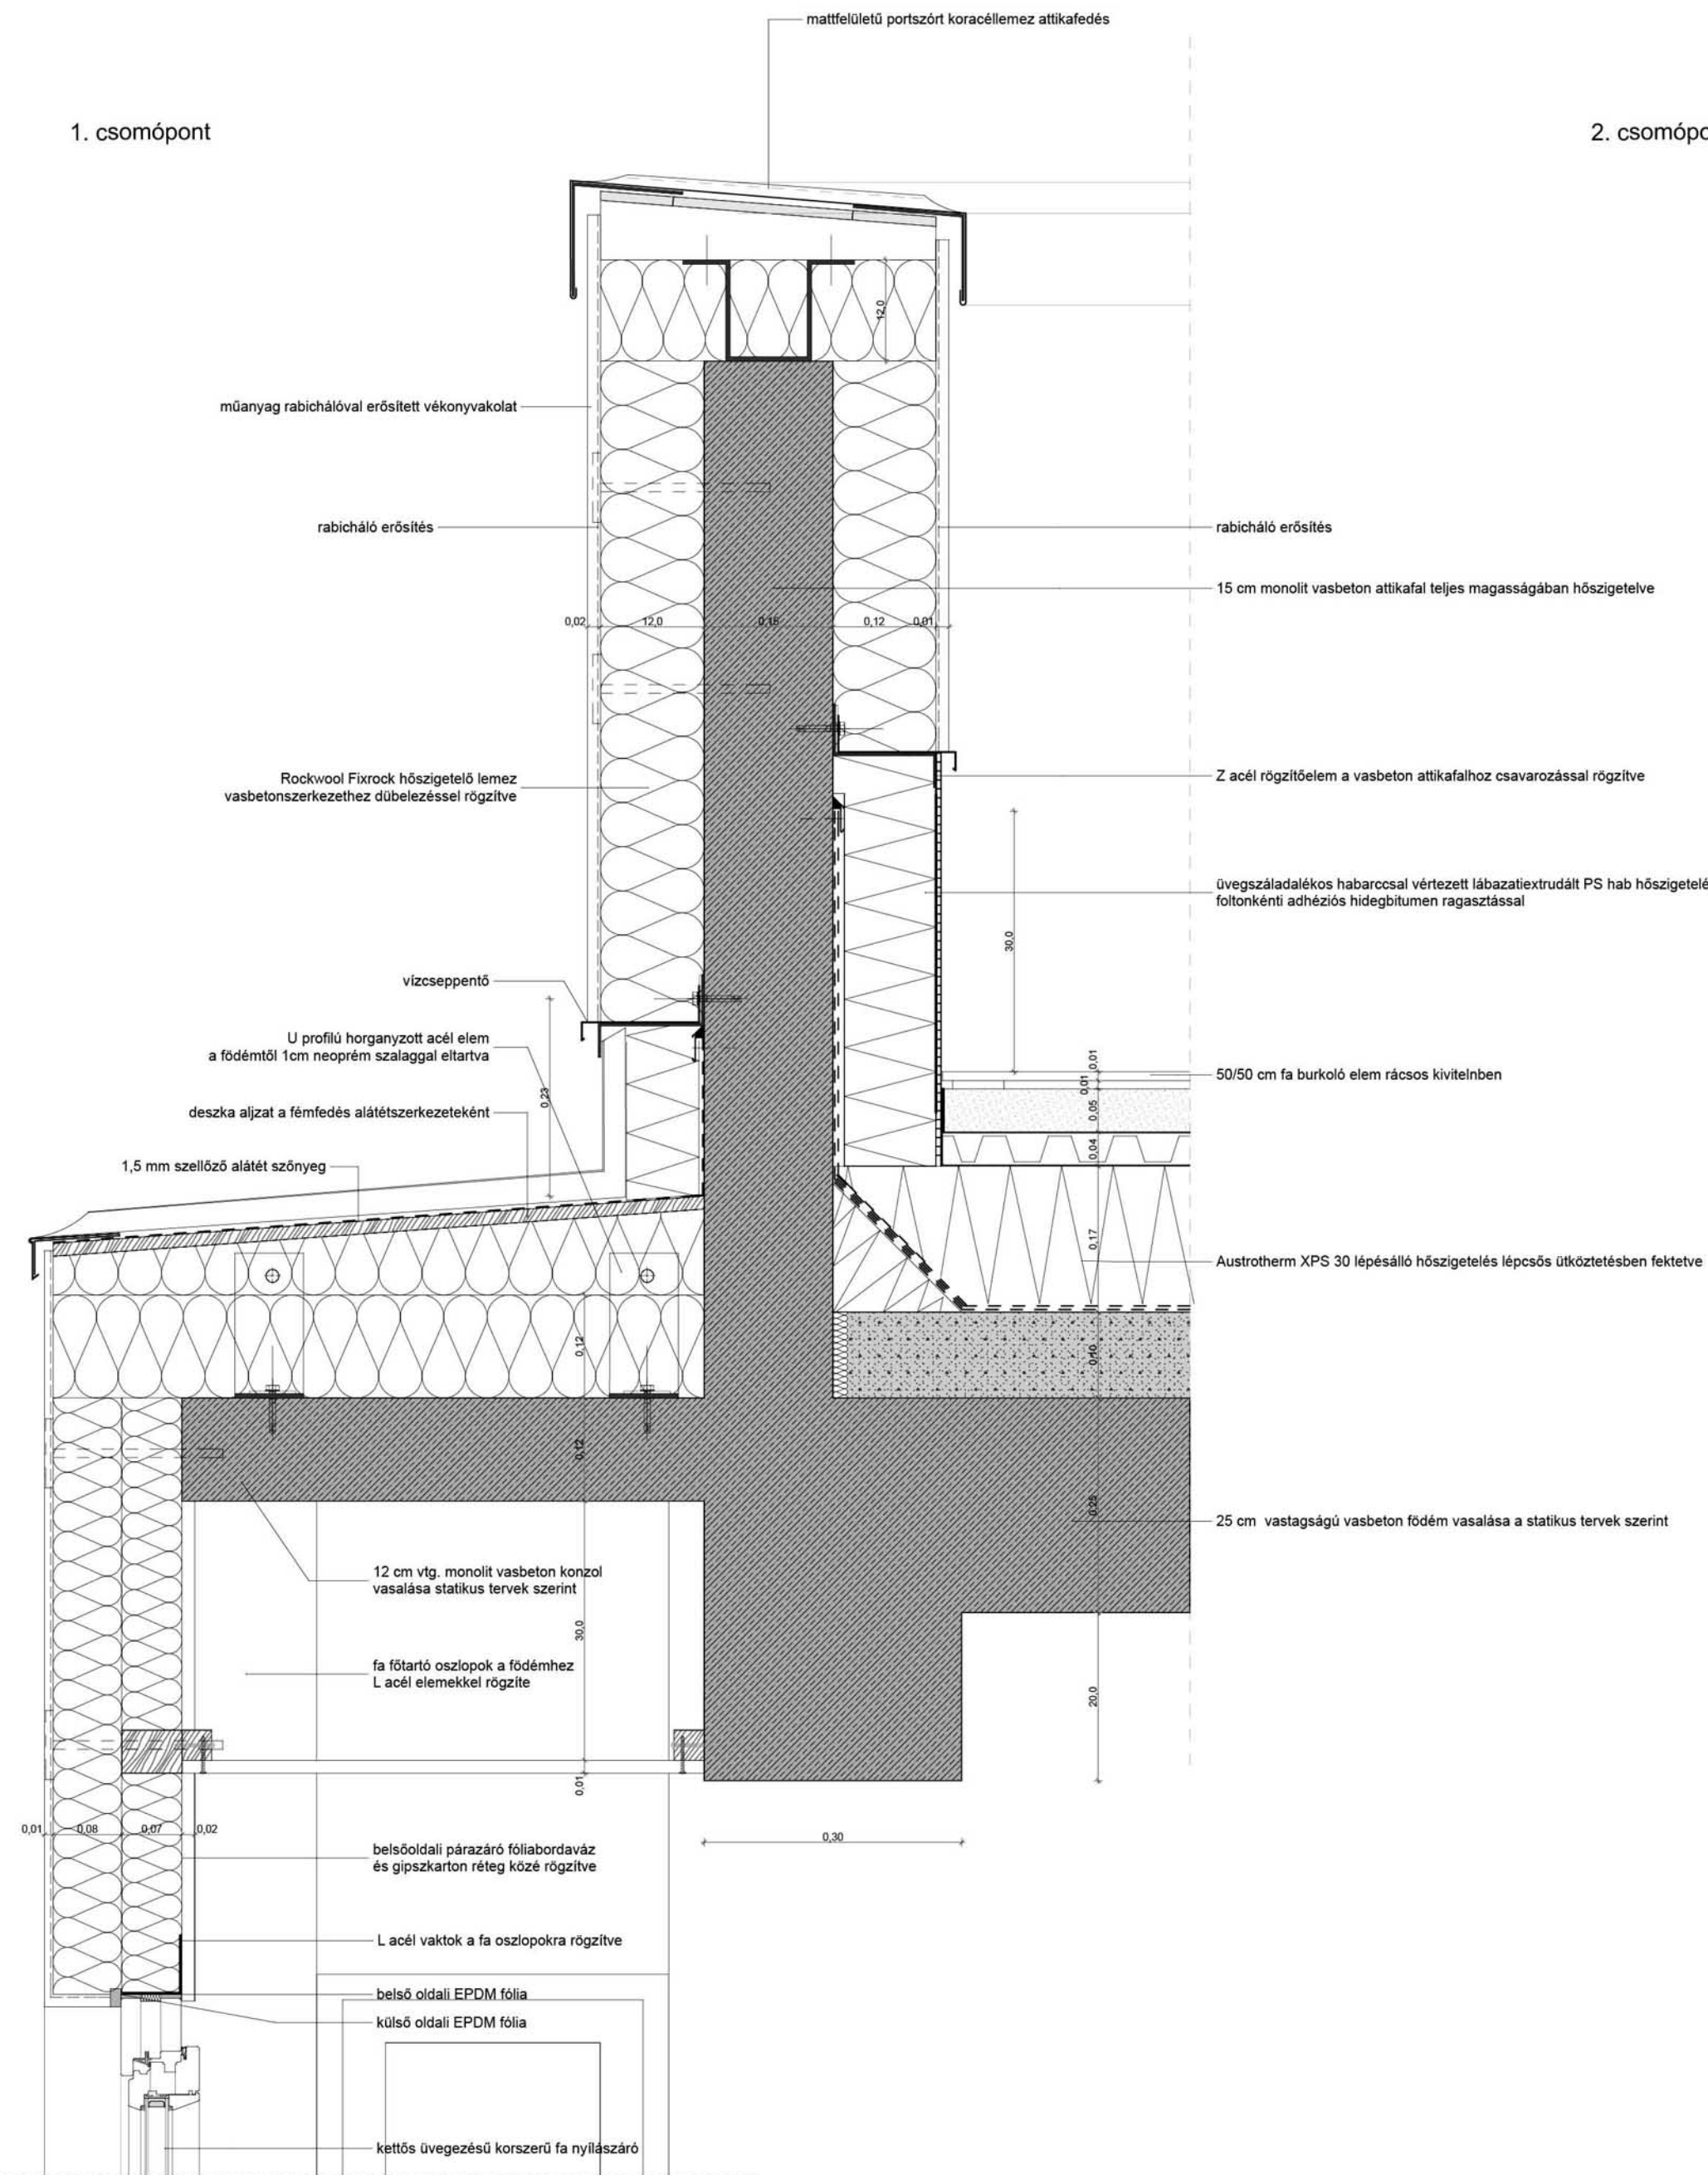 mattfelületű portszórt koracéllemez attikafedés
1. csomópont
2. csomópo
12,0
műanyag rabichálóval erősített vékonyvakolat
rabicháló erősítés
rabicháló erősítés
15 cm monolit vasbeton attikafal teljes magasságában hőszigetelve
0,02
12,0
0,15
0,12
0,01
Rockwool Fixrock hőszigetelő lemez
vasbetonszerkezethez dübelezéssel rögzítve
Z acél rögzítőelem a vasbeton attikafalhoz csavarozással rögzítve
üvegszáladalékos habarccsal vértezett lábazatiextrudált PS hab hőszigetelé
foltonkénti adhéziós hidegbitumen ragasztással
30,0
vízcseppentő
U profilú horganyzott acél elem
a födémtől 1cm neoprém szalaggal eltartva
0,23
0,01
0,01
50/50 cm fa burkoló elem rácsos kivitelnben
deszka aljzat a fémfedés alátétszerkezeteként
0,05
0,04
1,5 mm szellőző alátét szőnyeg
0,17
Austrotherm XPS 30 lépésálló hőszigetelés lépcsős ütköztetésben fektetve
0,12
0,10
0,12
0,25
25 cm vastagságú vasbeton födém vasalása a statikus tervek szerint
12 cm vtg. monolit vasbeton konzol
vasalása statikus tervek szerint
30,0
fa főtartó oszlopok a födémhez
L acél elemekkel rögzíte
20,0
0,01
0,01
0,08
0,07
0,02
0,30
belsőoldali párazáró fóliabordaváz
és gipszkarton réteg közé rögzítve
L acél vaktok a fa oszlopokra rögzítve
belső oldali EPDM fólia
külső oldali EPDM fólia
kettős üvegezésű korszerű fa nyílászáró